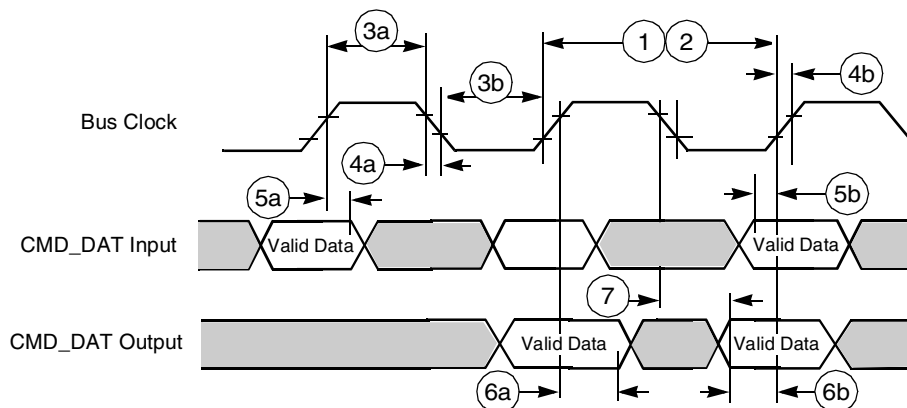 3a
1
2
3b
4b
Bus Clock
4a
5a
5b
CMD_DAT Input
Valid Data
Valid Data
7
CMD_DAT Output
Valid Data
Valid Data
6a
6b